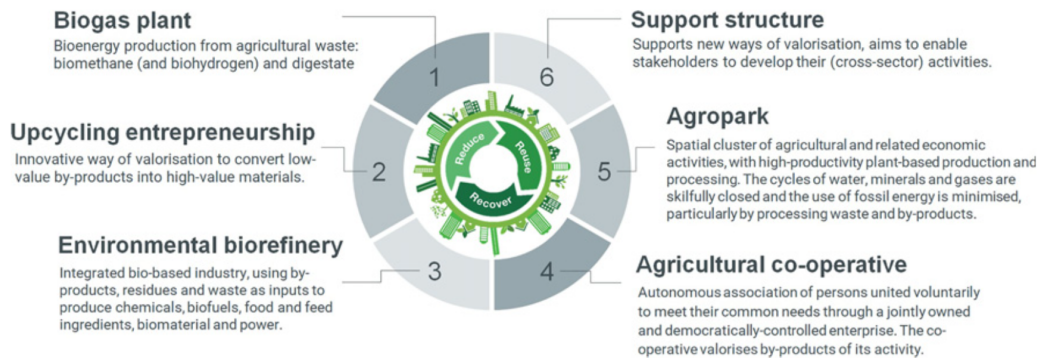 Biogas plant
Bioenergy production from agricultural waste:
biomethane (and biohydrogen) and digestate
1
Upcycling entrepreneurship
Innovative way of valorisation to convert low-
value by-products into high-value materials.
2
Environmental biorefinery
Integrated bio-based industry, using by-
products, residues and waste as inputs to
produce chemicals, biofuels, food and feed
ingredients, biomaterial and power.
3
Reduce
Reuse
Recover
Support structure
Supports new ways of valorisation, aims to enable
stakeholders to develop their (cross-sector) activities.
6
Agropark
Spatial cluster of agricultural and related economic
activities, with high-productivity plant-based production and
processing. The cycles of water, minerals and gases are
skilfully closed and the use of fossil energy is minimised,
particularly by processing waste and by-products.
5
Agricultural co-operative
Autonomous association of persons united voluntarily
to meet their common needs through a jointly owned
and democratically-controlled enterprise. The co-
operative valorises by-products of its activity.
4